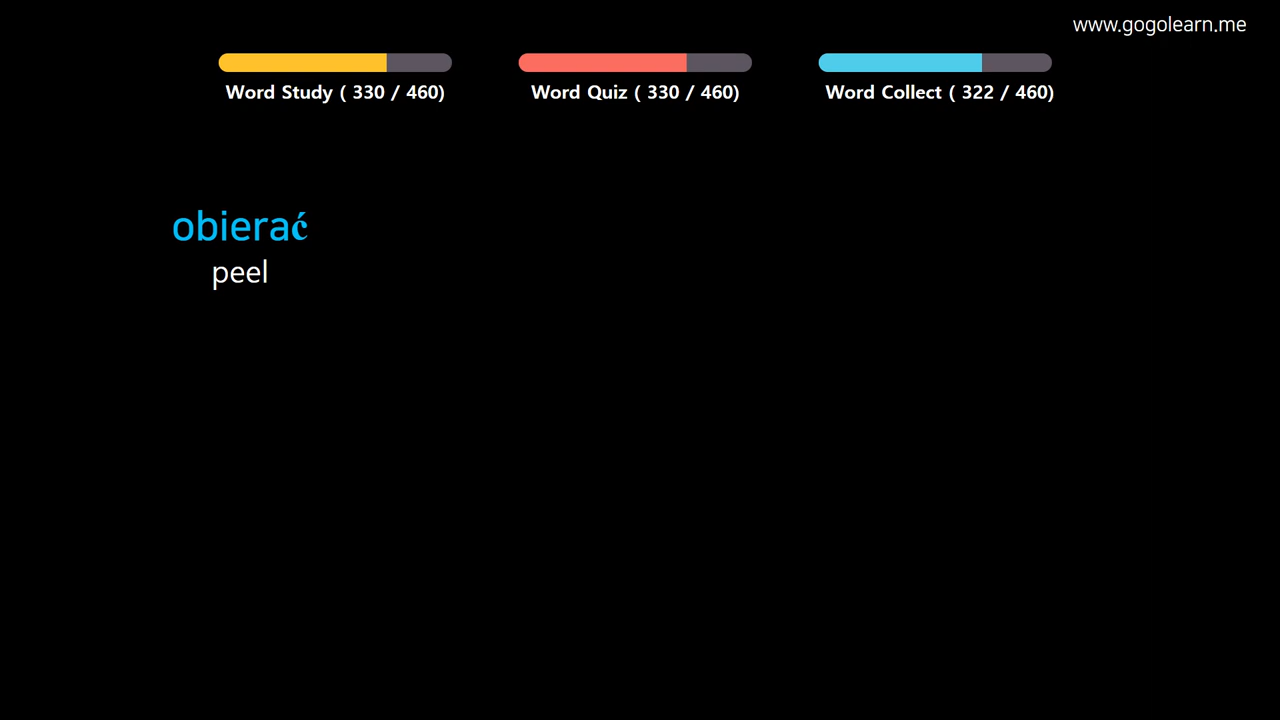 www.gogolearn.me
Word Study ( 330 / 460)
Word Quiz ( 330 / 460)
Word Collect ( 322 / 460)
obierać
peel